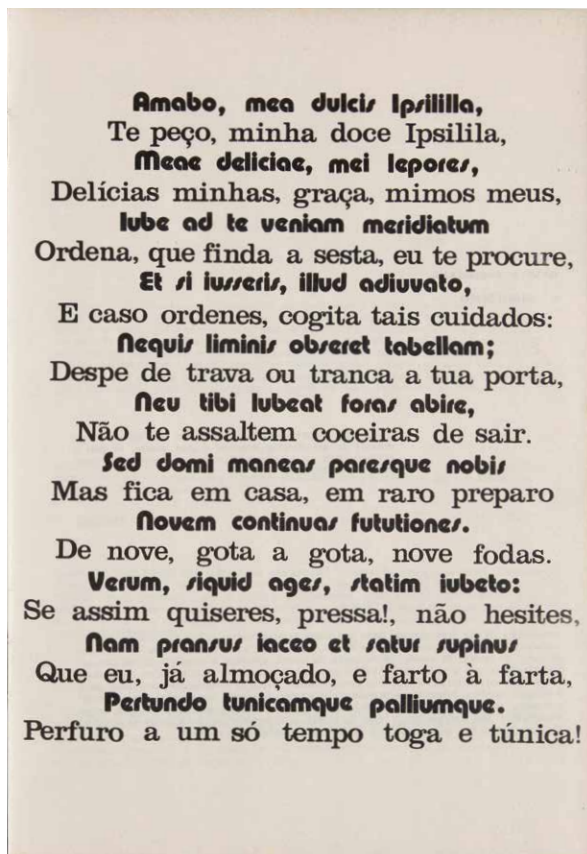 Amabo, mea dulcis Ipsililla,
Te peço, minha doce Ipsilila,
Meae deliciae, mei lepores,
Delícias minhas, graça, mimos meus,
Iube ad te veniam meridiatum
Ordena, que finda a sesta, eu te procure,
Et si iusseris, illud adiuvato,
E caso ordenes, cogita tais cuidados:
Nequis liminis obseret tabellam;
Despe de trava ou tranca a tua porta,
Neu tibi lubeat foras abire,
Não te assaltem coceiras de sair.
Sed domi maneas paresque nobis
Mas fica em casa, em raro preparo
Novem continuas fututiones.
De nove, gota a gota, nove fodas.
Verum, siquid ages, statim iubeto:
Se assim quiseres, pressa!, não hesites,
Nam pransus iaceo et satur supinus
Que eu, já almoçado, e farto à farta,
Pertundo tunicamque palliumque.
Perfuro a um só tempo toga e túnica!